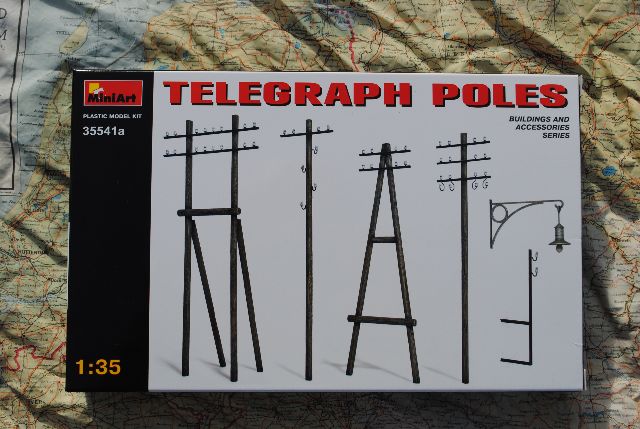 MiniArt
PLASTIC MODEL KIT
35541a
TELEGRAPH POLES
BUILDINGS AND
ACCESSORIES
SERIES
1:35